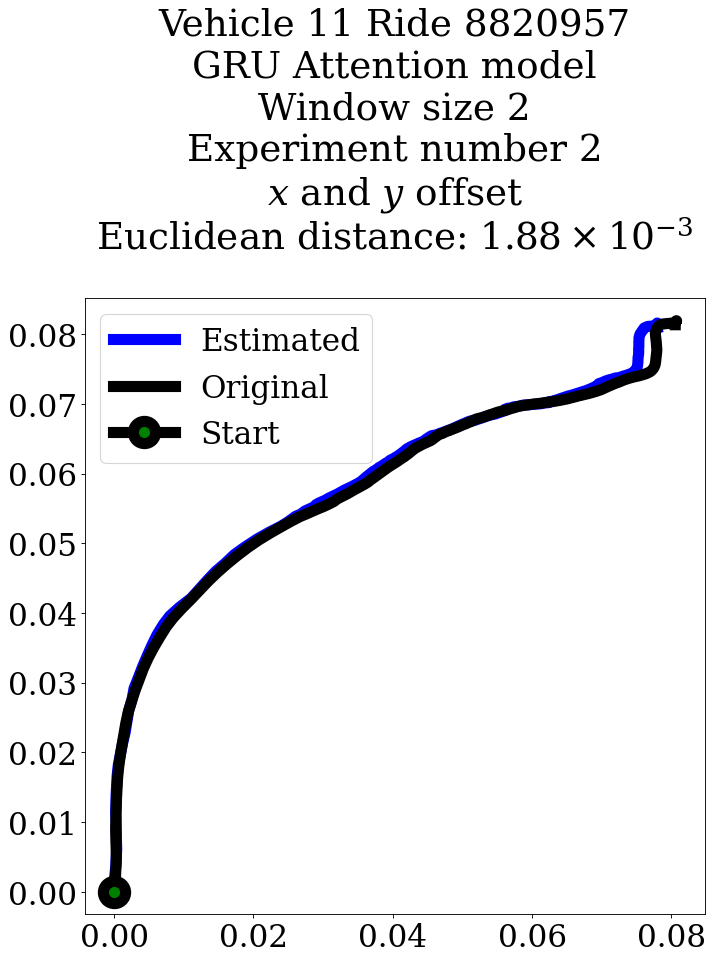 Vehicle 11 Ride 8820957
GRU Attention model
Window size 2
Experiment number 2
x and y offset
Euclidean distance: 1.88 × 10⁻³
Estimated
Original
Start
0.08
0.07
0.06
0.05
0.04
0.03
0.02
0.01
0.00
0.00 0.02 0.04 0.06 0.08